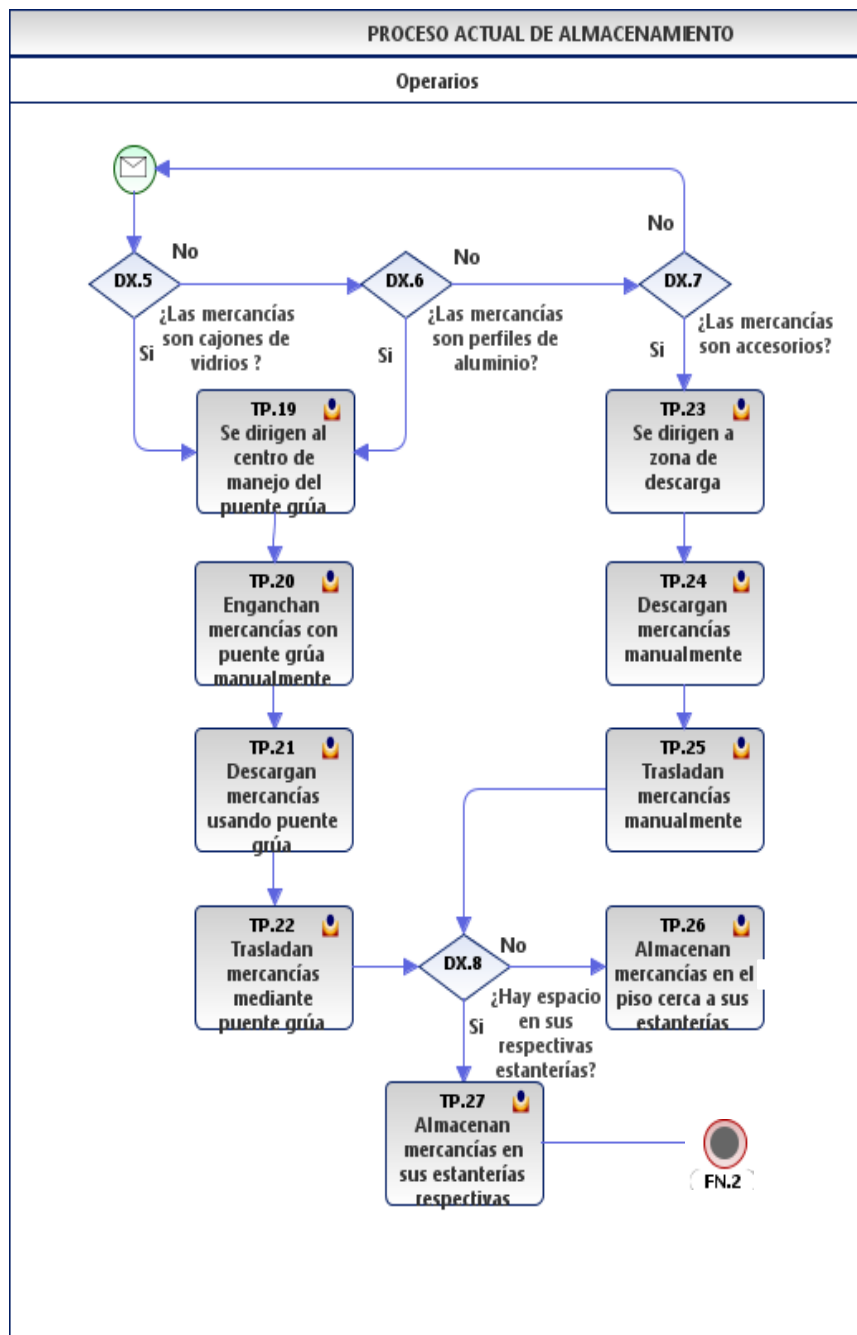 PROCESO ACTUAL DE ALMACENAMIENTO
Operarios
No
No
No
DX.5
DX.6
DX.7
¿Las mercancías
son cajones de
vidrios ?
Si
¿Las mercancías
son perfiles de
aluminio?
Si
¿Las mercancías
son accesorios?
Si
TP.19
Se dirigen al
centro de
manejo del
puente grúa
TP.23
Se dirigen a
zona de
descarga
TP.20
Enganchan
mercancías con
puente grúa
manualmente
TP.24
Descargan
mercancías
manualmente
TP.21
Descargan
mercancías
usando puente
grúa
TP.25
Trasladan
mercancías
manualmente
TP.22
Trasladan
mercancías
mediante
puente grúa
DX.8
No
¿Hay espacio
en sus
respectivas
estanterías?
Si
TP.26
Almacenan
mercancías en el
piso cerca a sus
estanterías
TP.27
Almacenan
mercancías en
sus estanterías
respectivas
FN.2